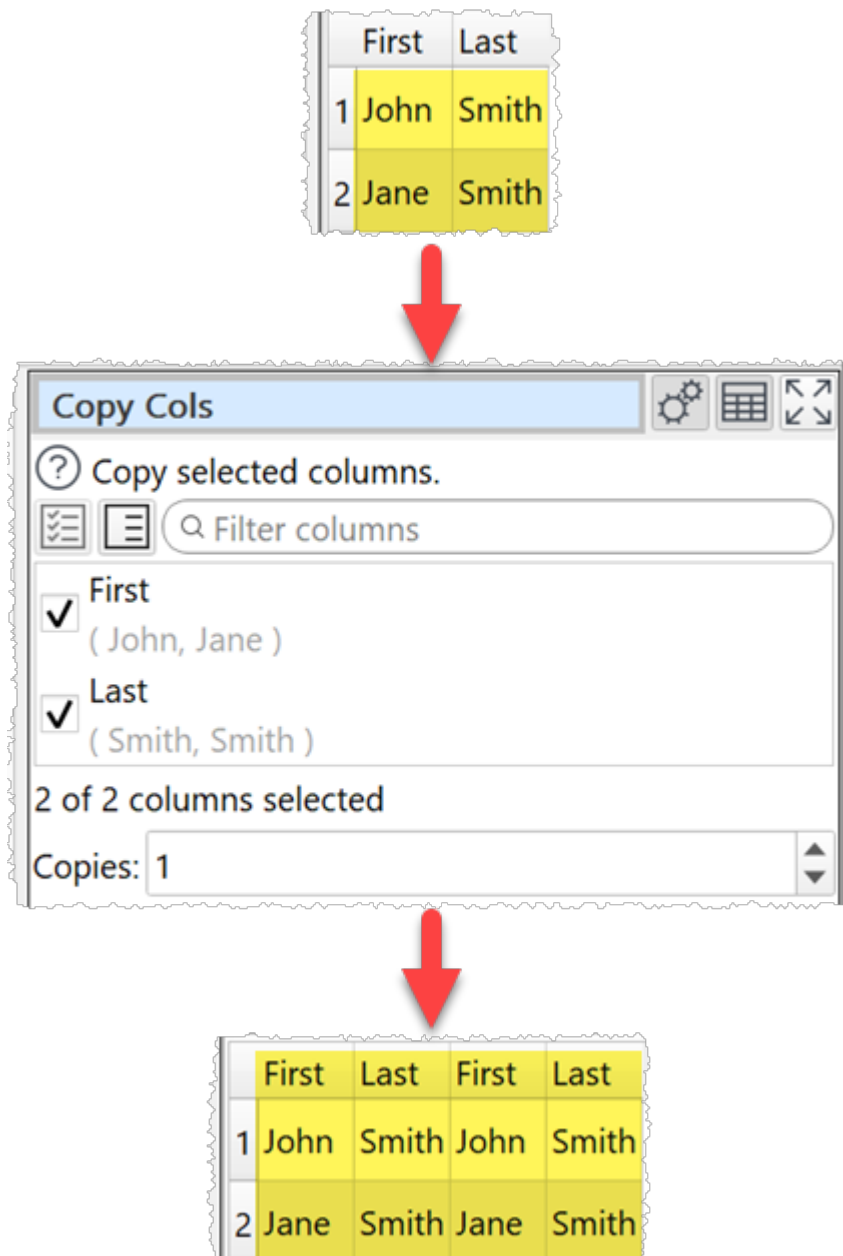 First Last
1 John Smith
2 Jane Smith
Copy Cols
? Copy selected columns.
Filter columns
First
( John, Jane )
Last
( Smith, Smith )
2 of 2 columns selected
Copies: 1
First Last First Last
1 John Smith John Smith
2 Jane Smith Jane Smith